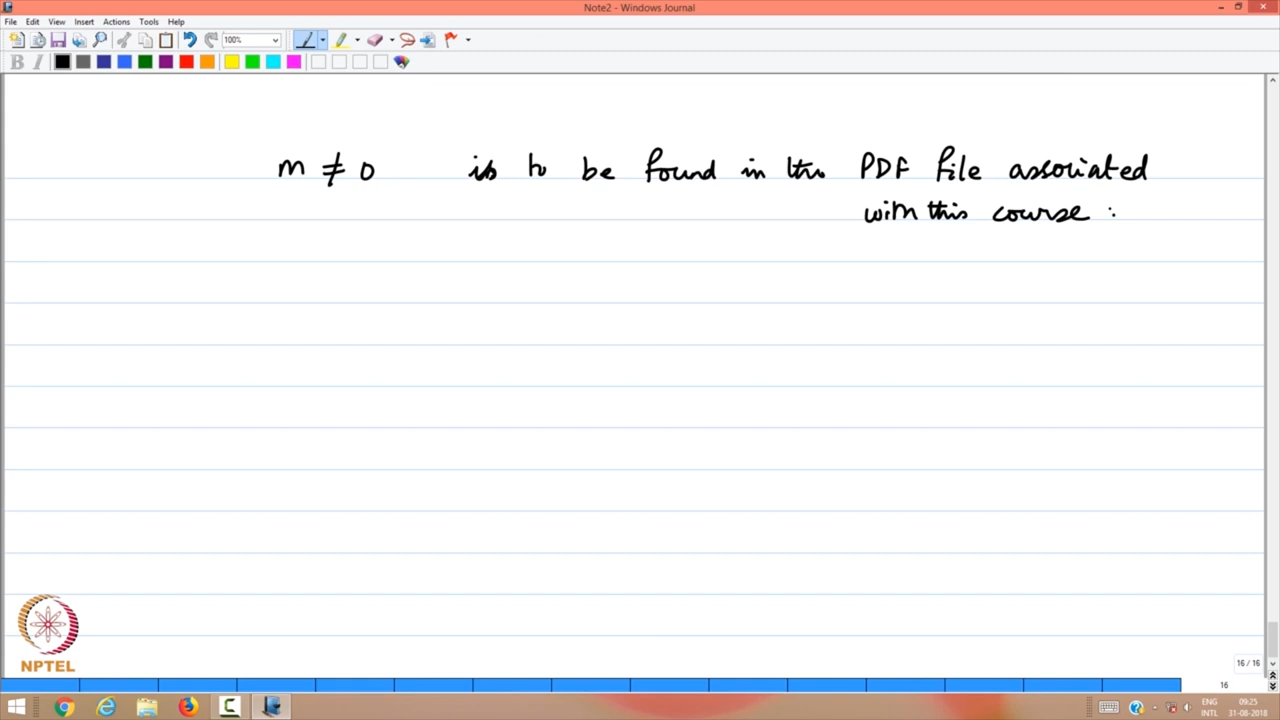 Note2 - Windows Journal
File Edit View Insert Actions Tools Help
100%
B I
m ≠ 0 is to be found in the PDF file associated
with this course :
NPTEL
16 / 16
16
ENG 09:25
INTL 31-08-2018